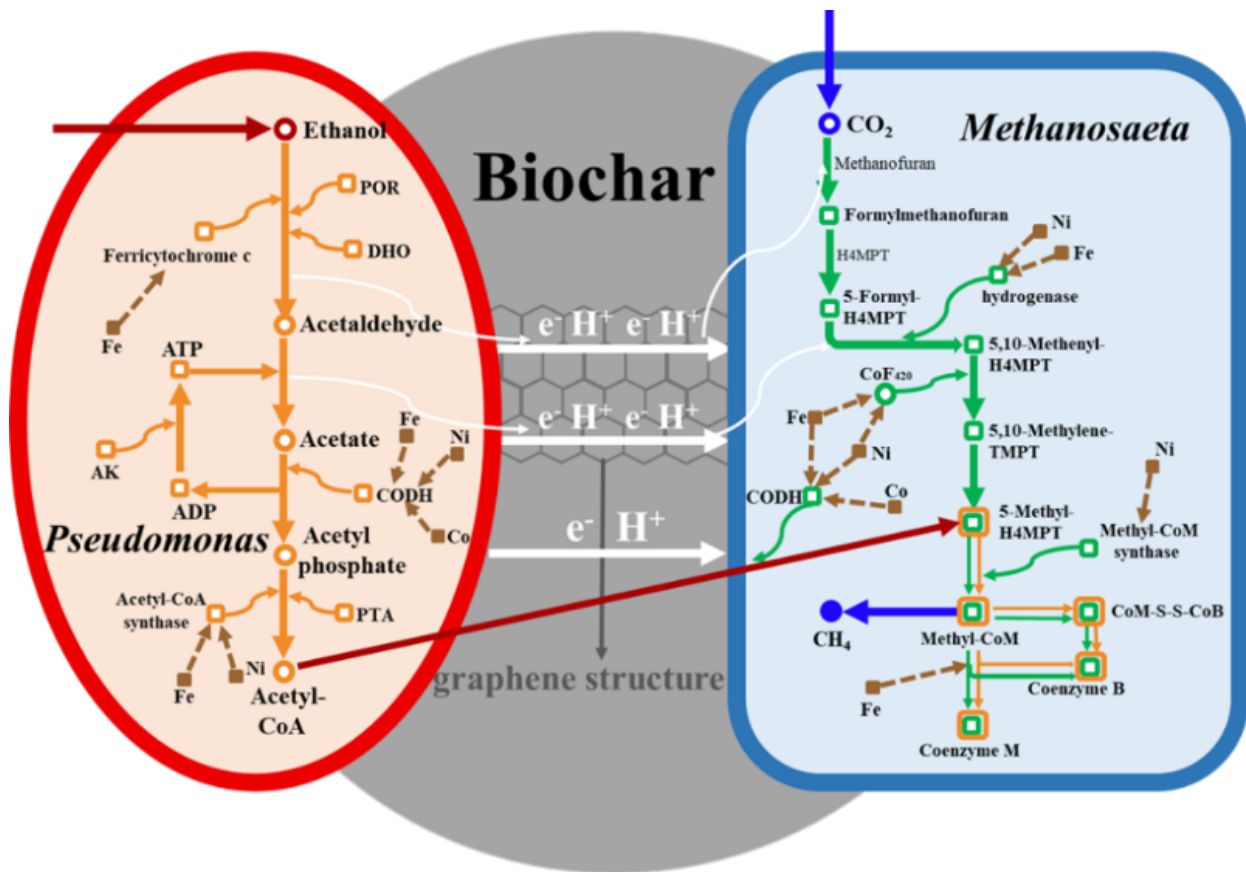 Ethanol
POR
Ferricytochrome c
DHO
Fe
Acetaldehyde
ATP
Acetate
Fe
Ni
AK
CODH
ADP
Co
Pseudomonas
Acetyl
phosphate
Acetyl-CoA
synthase
PTA
Fe
Ni
Acetyl-
CoA
Biochar
e⁻ H⁺ e⁻ H⁺
e⁻ H⁺ e⁻ H⁺
e⁻ H⁺
graphene structure
CO₂
Methanosaeta
Methanofuran
Formylmethanofuran
Ni
Fe
H4MPT
hydrogenase
5-Formyl-
H4MPT
5,10-Methenyl-
H4MPT
CoF₄₂₀
Fe
5,10-Methylene-
TMPT
Ni
Ni
CODH
Co
5-Methyl-
H4MPT
Methyl-CoM
synthase
CH₄
Methyl-CoM
CoM-S-S-CoB
Coenzyme B
Fe
Coenzyme M